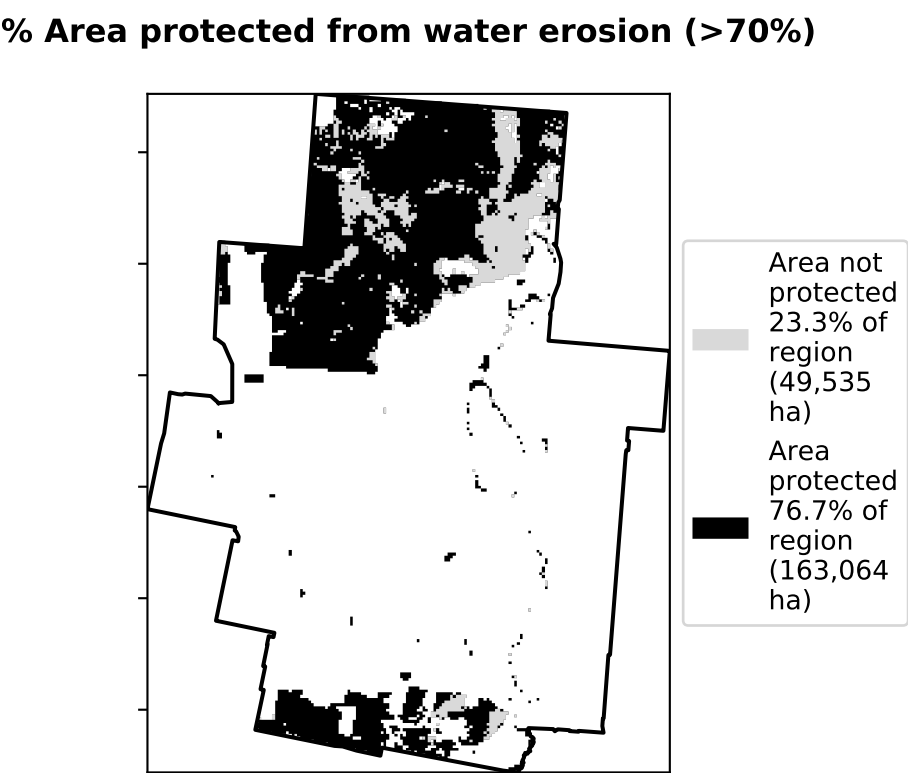 % Area protected from water erosion (>70%)
Area not
protected
23.3% of
region
(49,535
ha)
Area
protected
76.7% of
region
(163,064
ha)